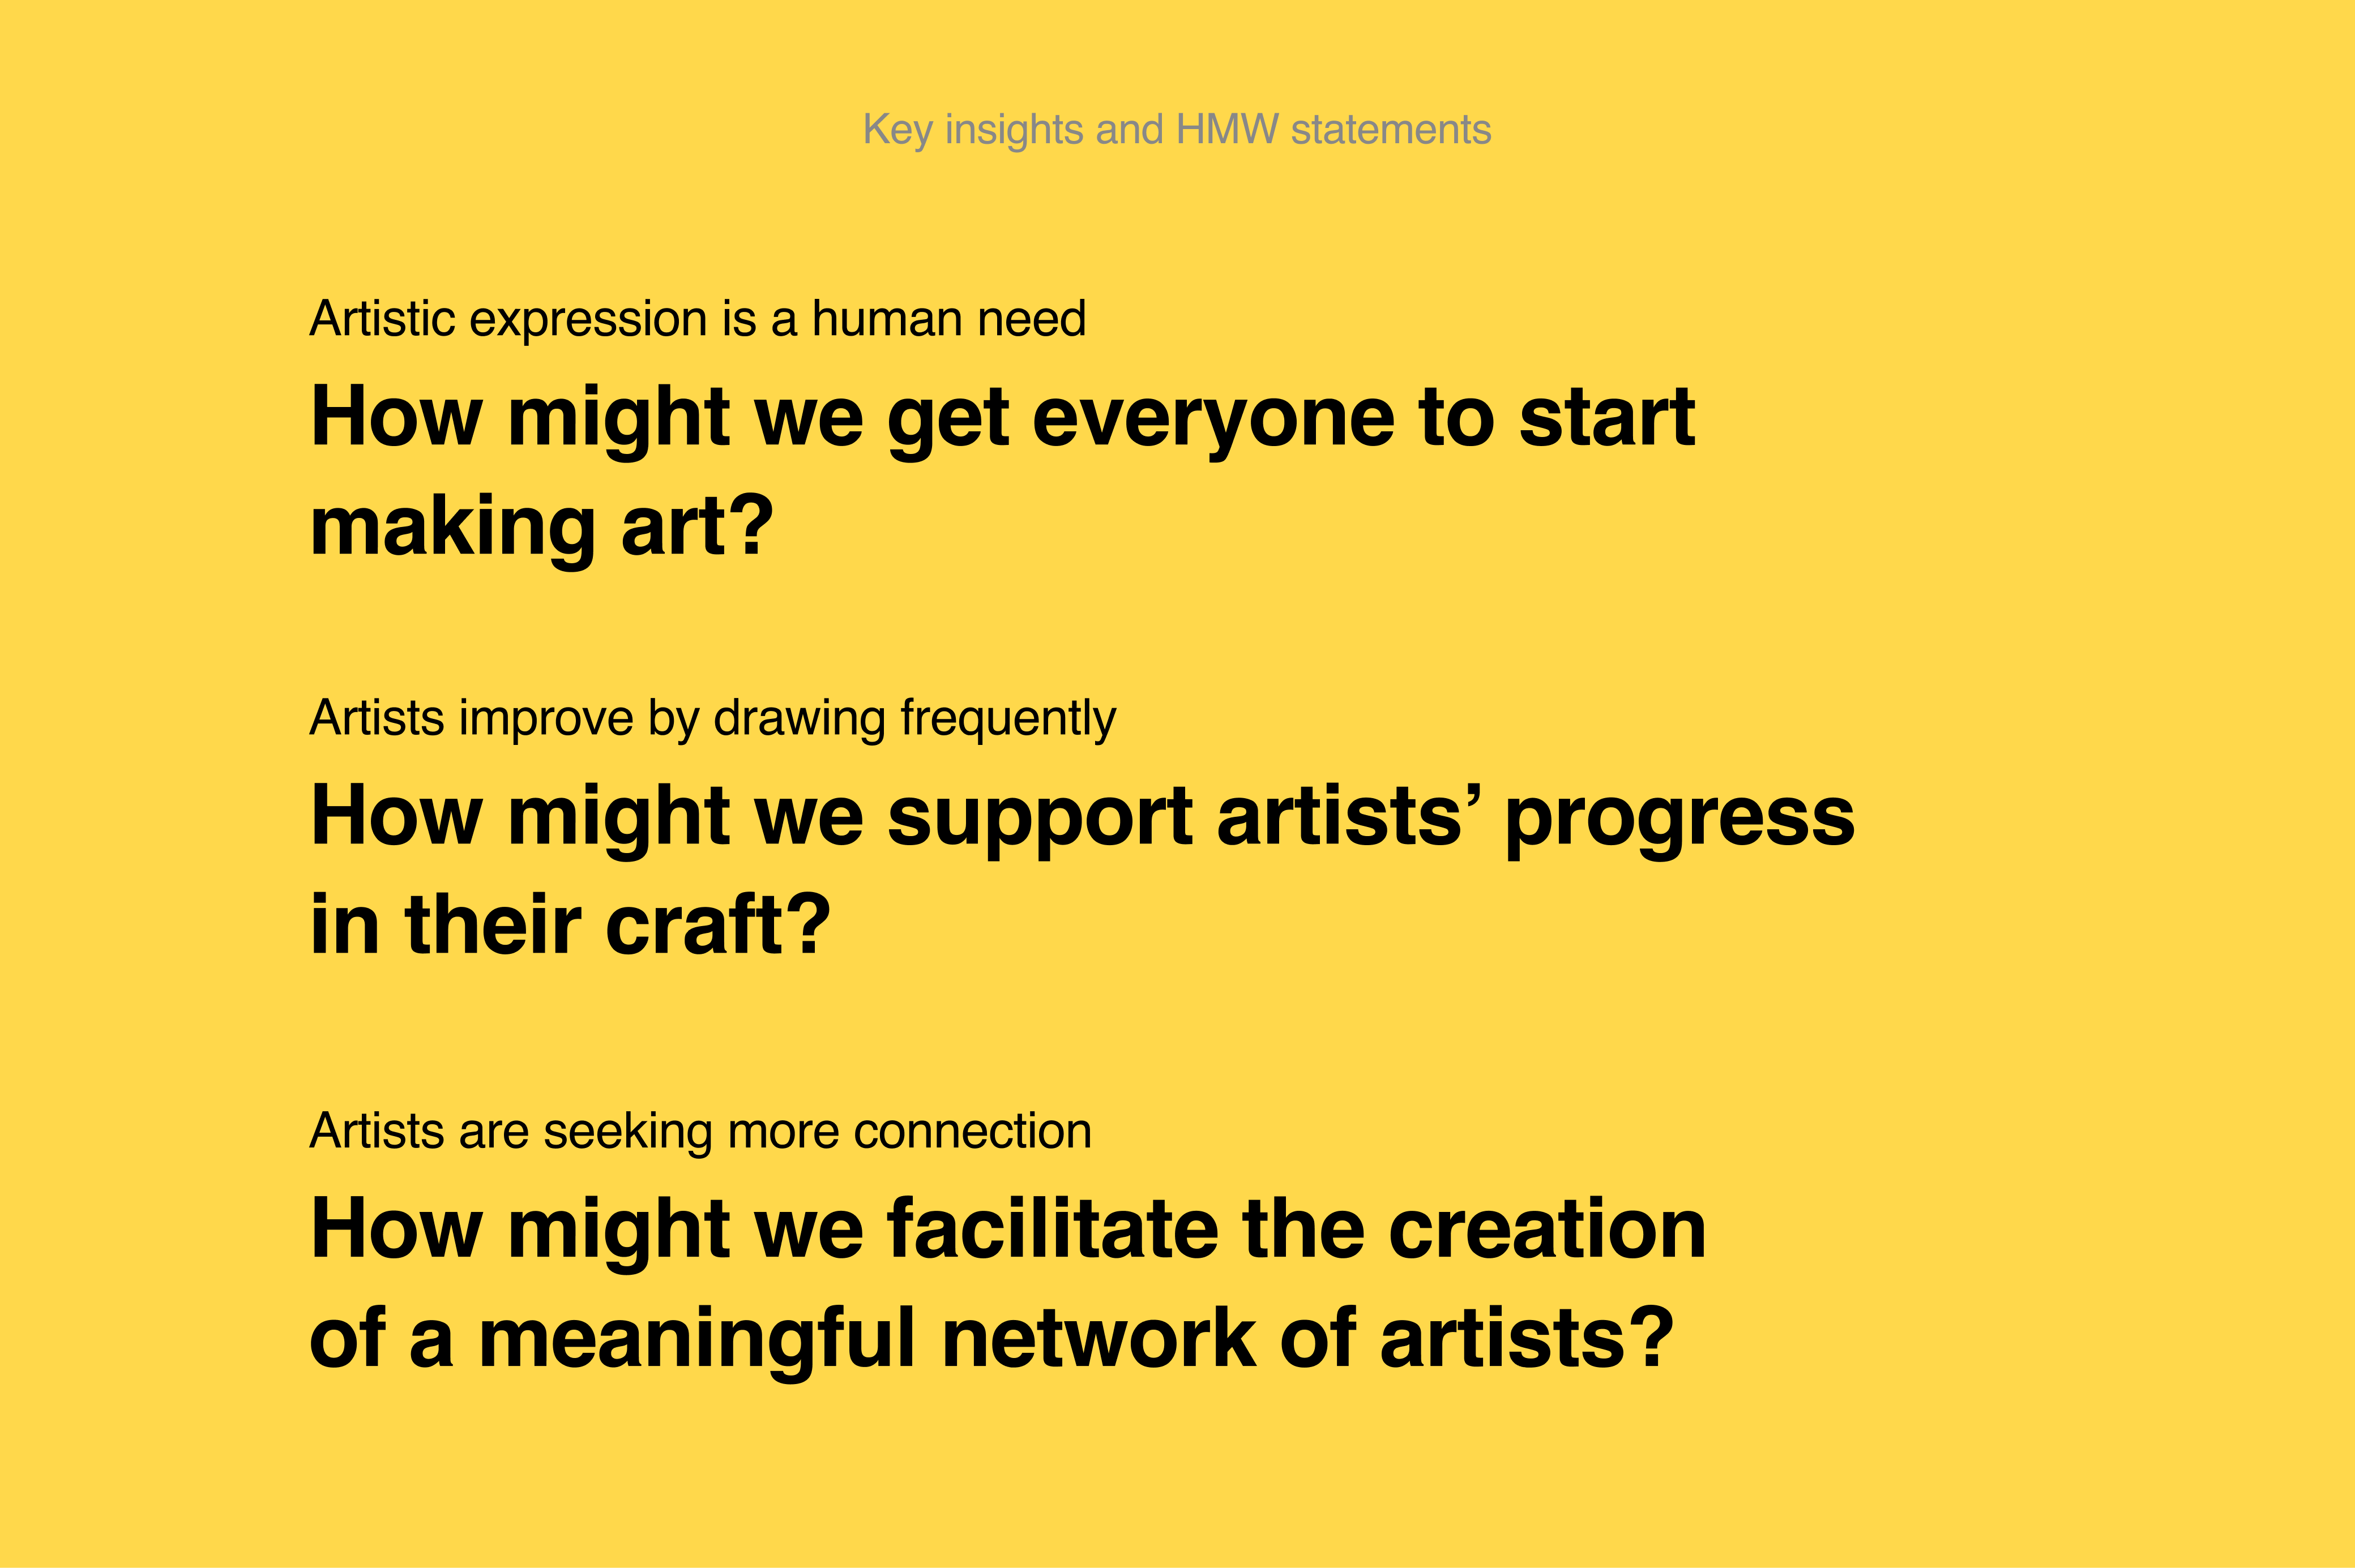 Key insights and HMW statements
Artistic expression is a human need
How might we get everyone to start
making art?
Artists improve by drawing frequently
How might we support artists’ progress
in their craft?
Artists are seeking more connection
How might we facilitate the creation
of a meaningful network of artists?